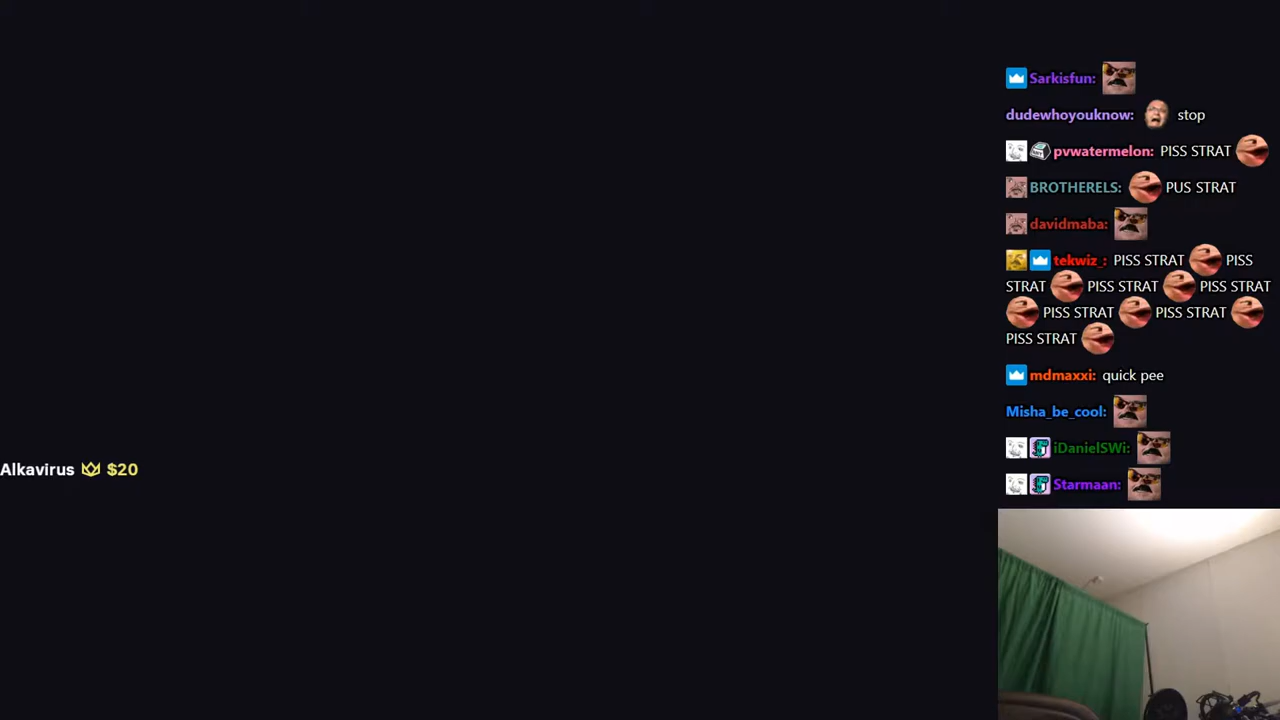 Sarkisfun:
dudewhoyouknow: stop
pvwatermelon: PISS STRAT
BROTHERELS: PUS STRAT
davidmaba:
tekwiz_: PISS STRAT PISS
STRAT PISS STRAT PISS STRAT
PISS STRAT PISS STRAT
PISS STRAT
mdmaxxi: quick pee
Misha_be_cool:
iDanielSWi:
Starmaan:
Alkavirus $20